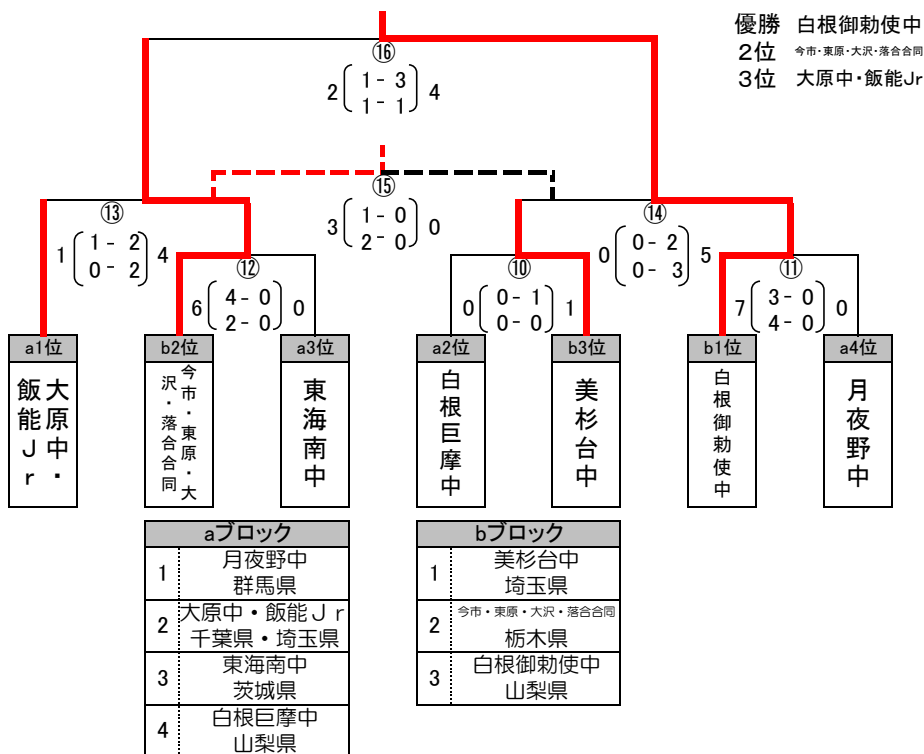 優勝 白根御勅使中
2位 今市・東原・大沢・落合合同
3位 大原中・飯能Jr
⑯
2 1 - 3 4
1 - 1
⑮
3 1 - 0 0
2 - 0
⑬
1 1 - 2 4
0 - 2
⑭
0 0 - 2 5
0 - 3
⑫
6 4 - 0 0
2 - 0
⑩
0 0 - 1 1
0 - 0
⑪
7 3 - 0 0
4 - 0
a1位
大原中・
飯能Jr
b2位
今市・東原・大
沢・落合合同
a3位
東海南中
a2位
白根巨摩中
b3位
美杉台中
b1位
白根御勅使中
a4位
月夜野中
aブロック
1 月夜野中
群馬県
2 大原中・飯能Jr
千葉県・埼玉県
3 東海南中
茨城県
4 白根巨摩中
山梨県
bブロック
1 美杉台中
埼玉県
2 今市・東原・大沢・落合合同
栃木県
3 白根御勅使中
山梨県